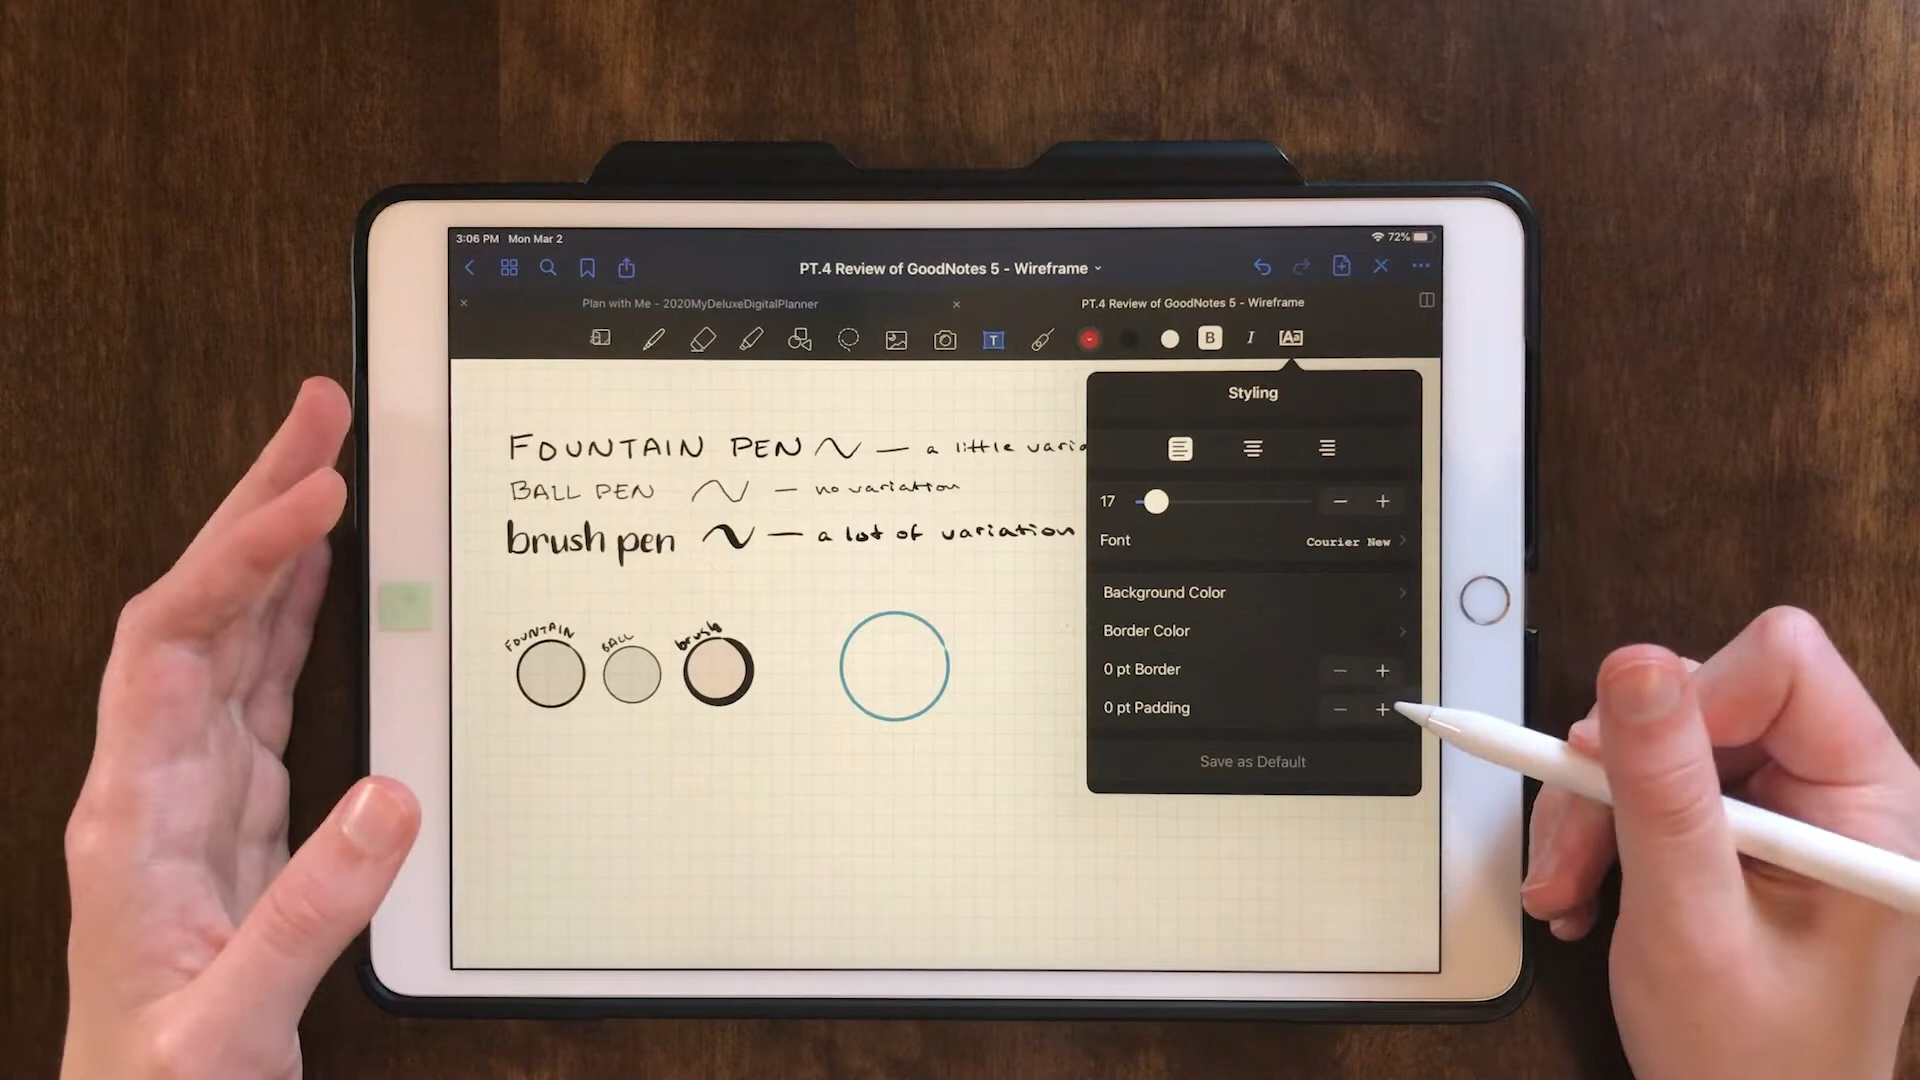 3:06 PM Mon Mar 2
72%
PT.4 Review of GoodNotes 5 - Wireframe
Plan with Me - 2020MyDeluxeDigitalPlanner
PT.4 Review of GoodNotes 5 - Wireframe
T
B I Aa
Styling
FOUNTAIN PEN — a little varia
BALL PEN — no variation
brush pen — a lot of variation
17
Font Courier New
Background Color
Border Color
0 pt Border
0 pt Padding
Save as Default
FOUNTAIN
BALL
brush